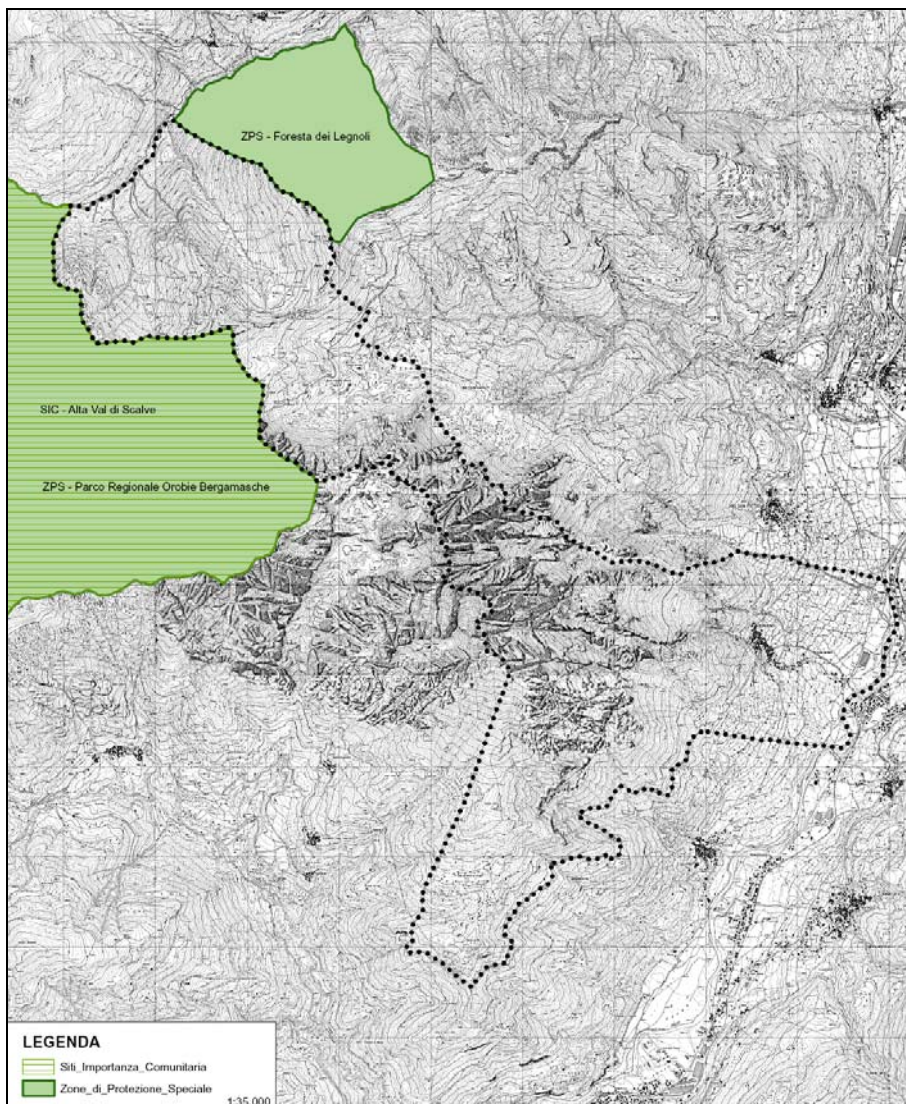 ZPS - Foresta dei Legnoli
SIC - Alta Val di Scalve
ZPS - Parco Regionale Orobie Bergamasche
LEGENDA
Siti_Importanza_Comunitaria
Zone_di_Protezione_Speciale
1:35.000